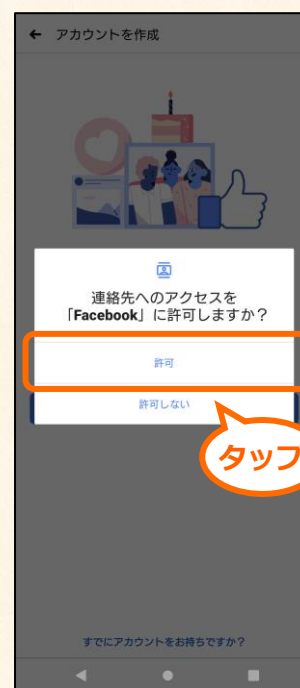 アカウントを作成
連絡先へのアクセスを
「Facebook」に許可しますか？
許可
許可しない
タップ
すでにアカウントをお持ちですか？